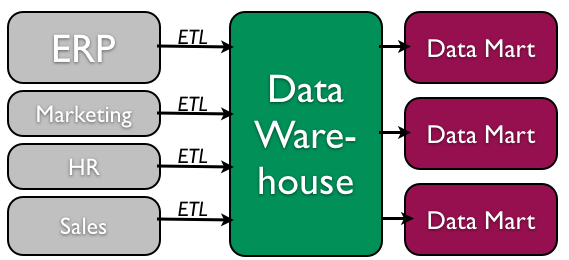 ERP
ETL
Marketing
ETL
HR
ETL
Sales
ETL
Data
Ware-
house
Data Mart
Data Mart
Data Mart